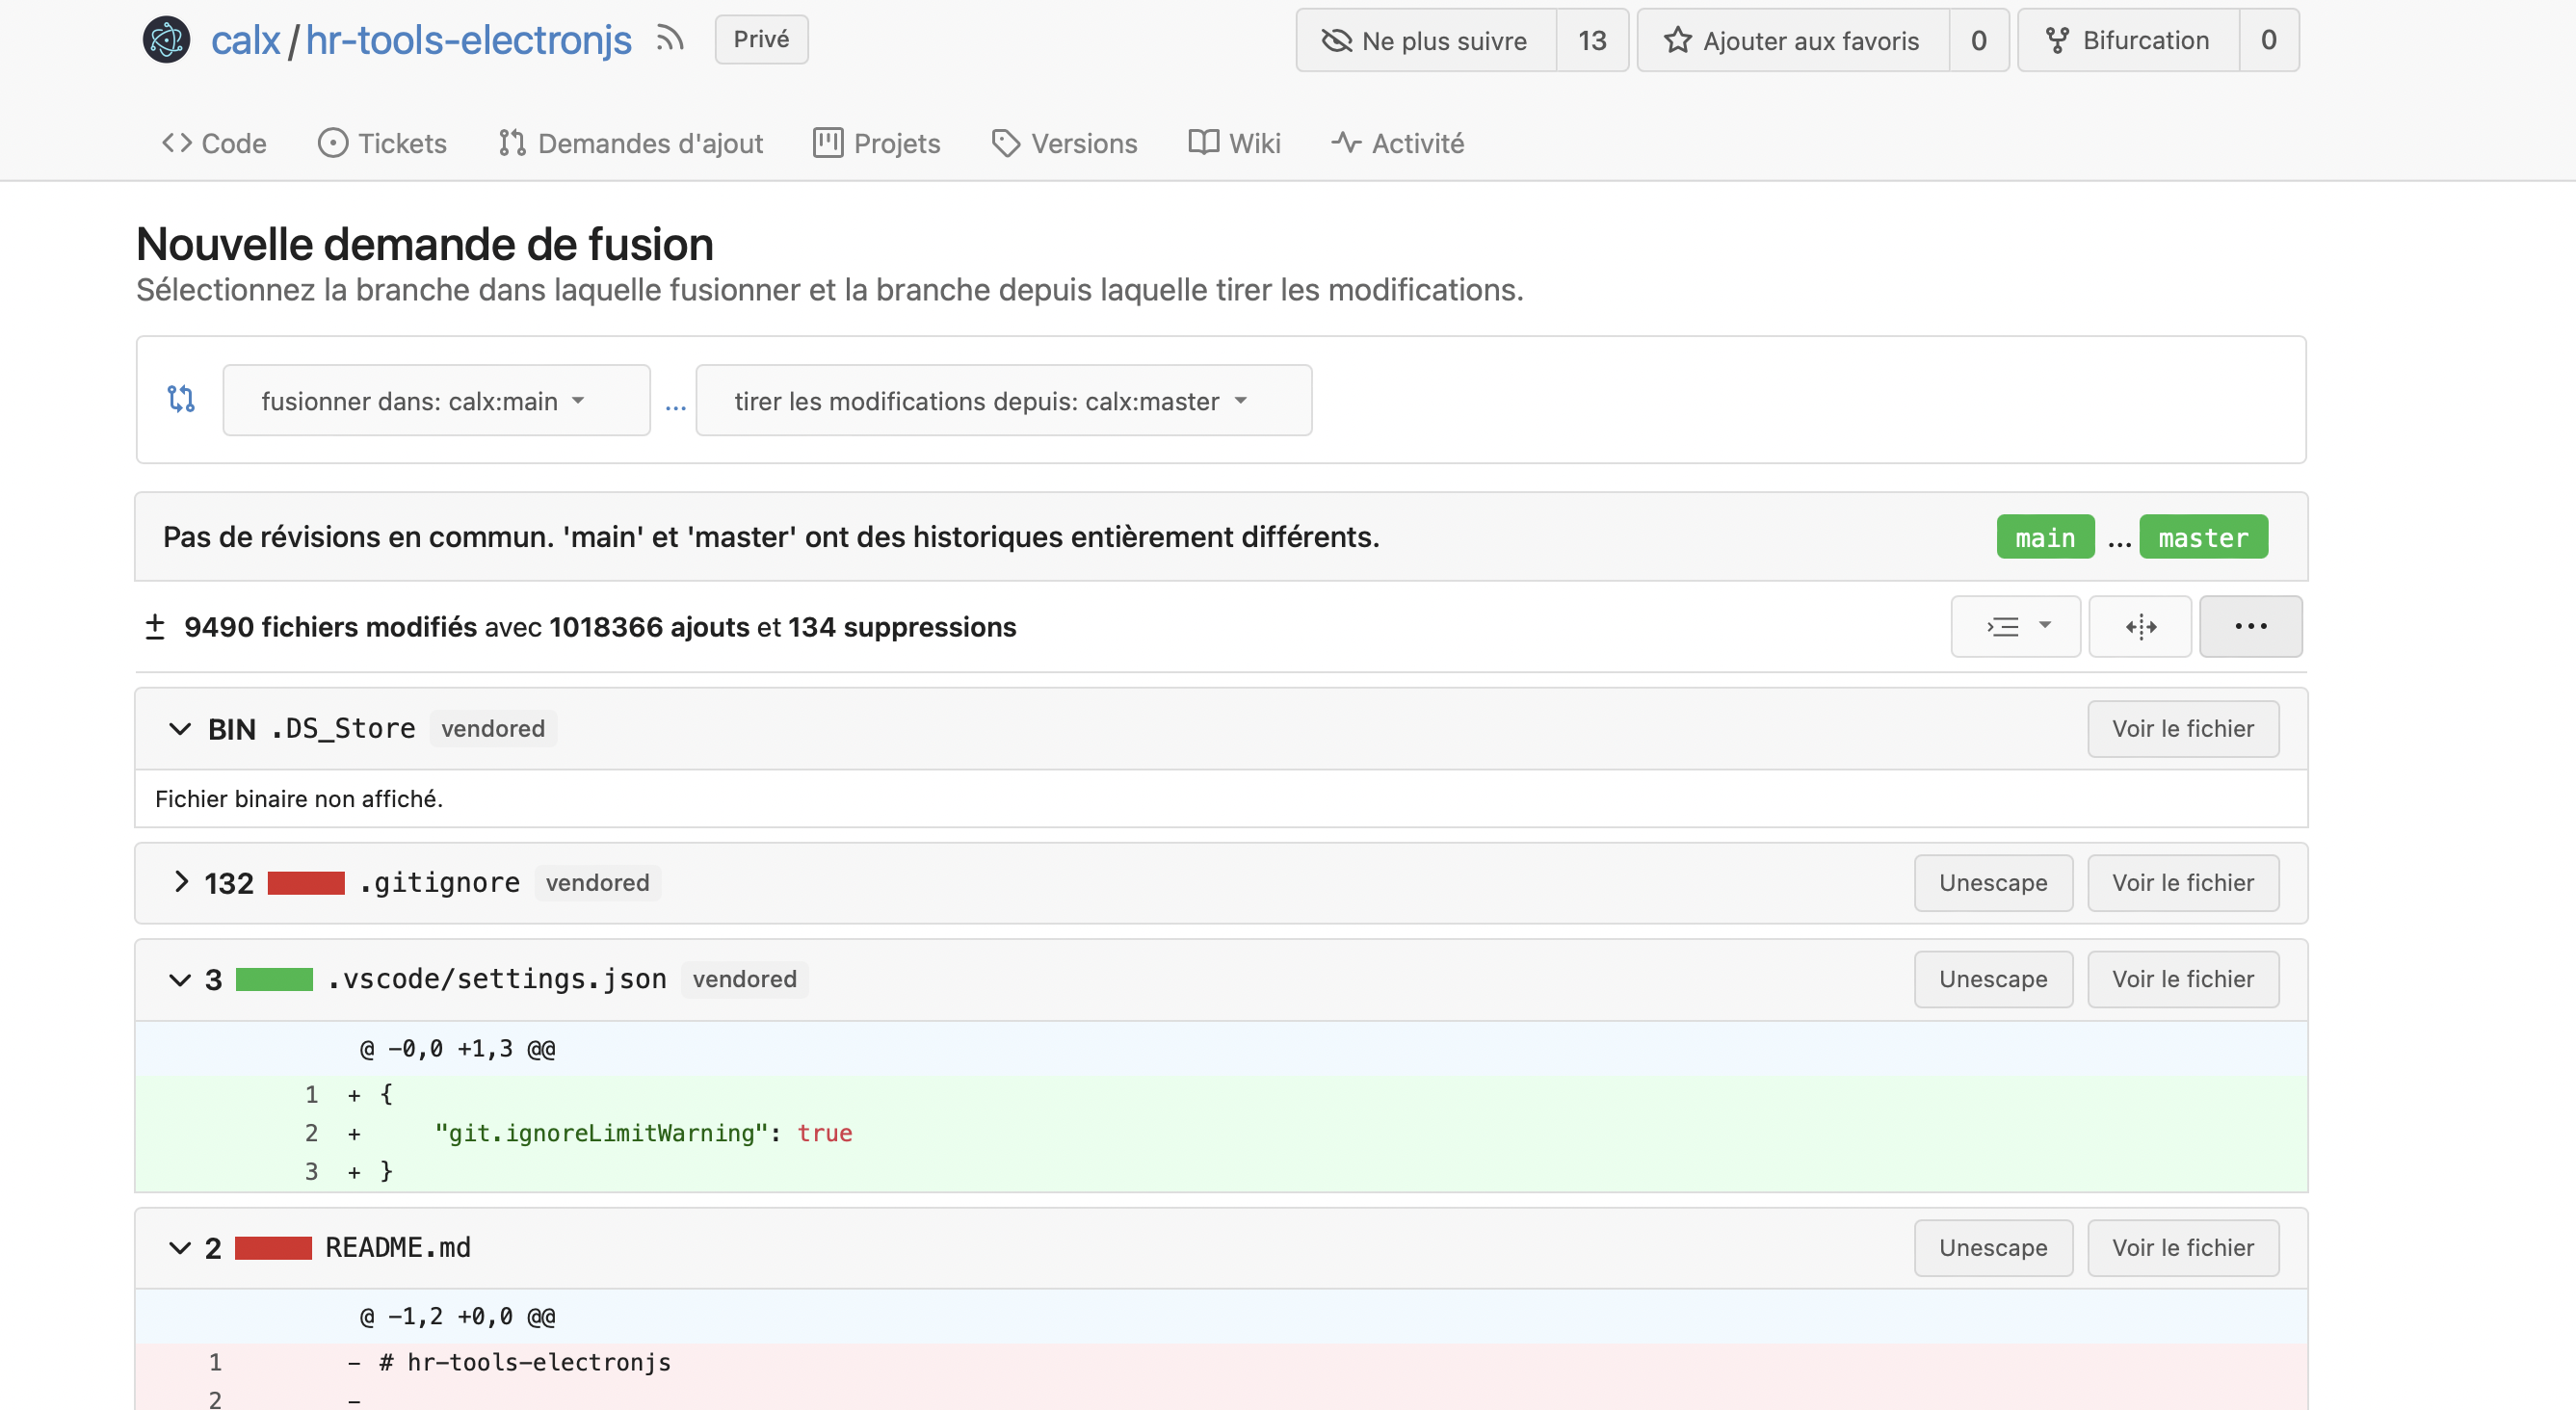 calx / hr-tools-electronjs Privé Ne plus suivre 13 Ajouter aux favoris 0 Bifurcation 0
Code Tickets Demandes d'ajout Projets Versions Wiki Activité
Nouvelle demande de fusion
Sélectionnez la branche dans laquelle fusionner et la branche depuis laquelle tirer les modifications.
fusionner dans: calx:main ... tirer les modifications depuis: calx:master
Pas de révisions en commun. 'main' et 'master' ont des historiques entièrement différents. main ... master
± 9490 fichiers modifiés avec 1018366 ajouts et 134 suppressions
BIN .DS_Store vendored Voir le fichier
Fichier binaire non affiché.
132 .gitignore vendored Unescape Voir le fichier
3 .vscode/settings.json vendored Unescape Voir le fichier
@ -0,0 +1,3 @@
1 + {
2 + "git.ignoreLimitWarning": true
3 + }
2 README.md Unescape Voir le fichier
@ -1,2 +0,0 @@
1 - # hr-tools-electronjs
2 -